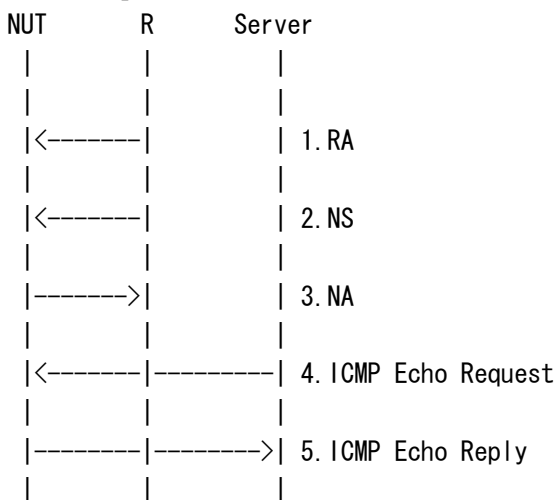 NUT R Server
| | |
| | |
|<-------| | 1.RA
| | |
|<-------| | 2.NS
| | |
|------->| | 3.NA
| | |
|<-------|---------| 4.ICMP Echo Request
| | |
|--------|-------->| 5.ICMP Echo Reply
| | |